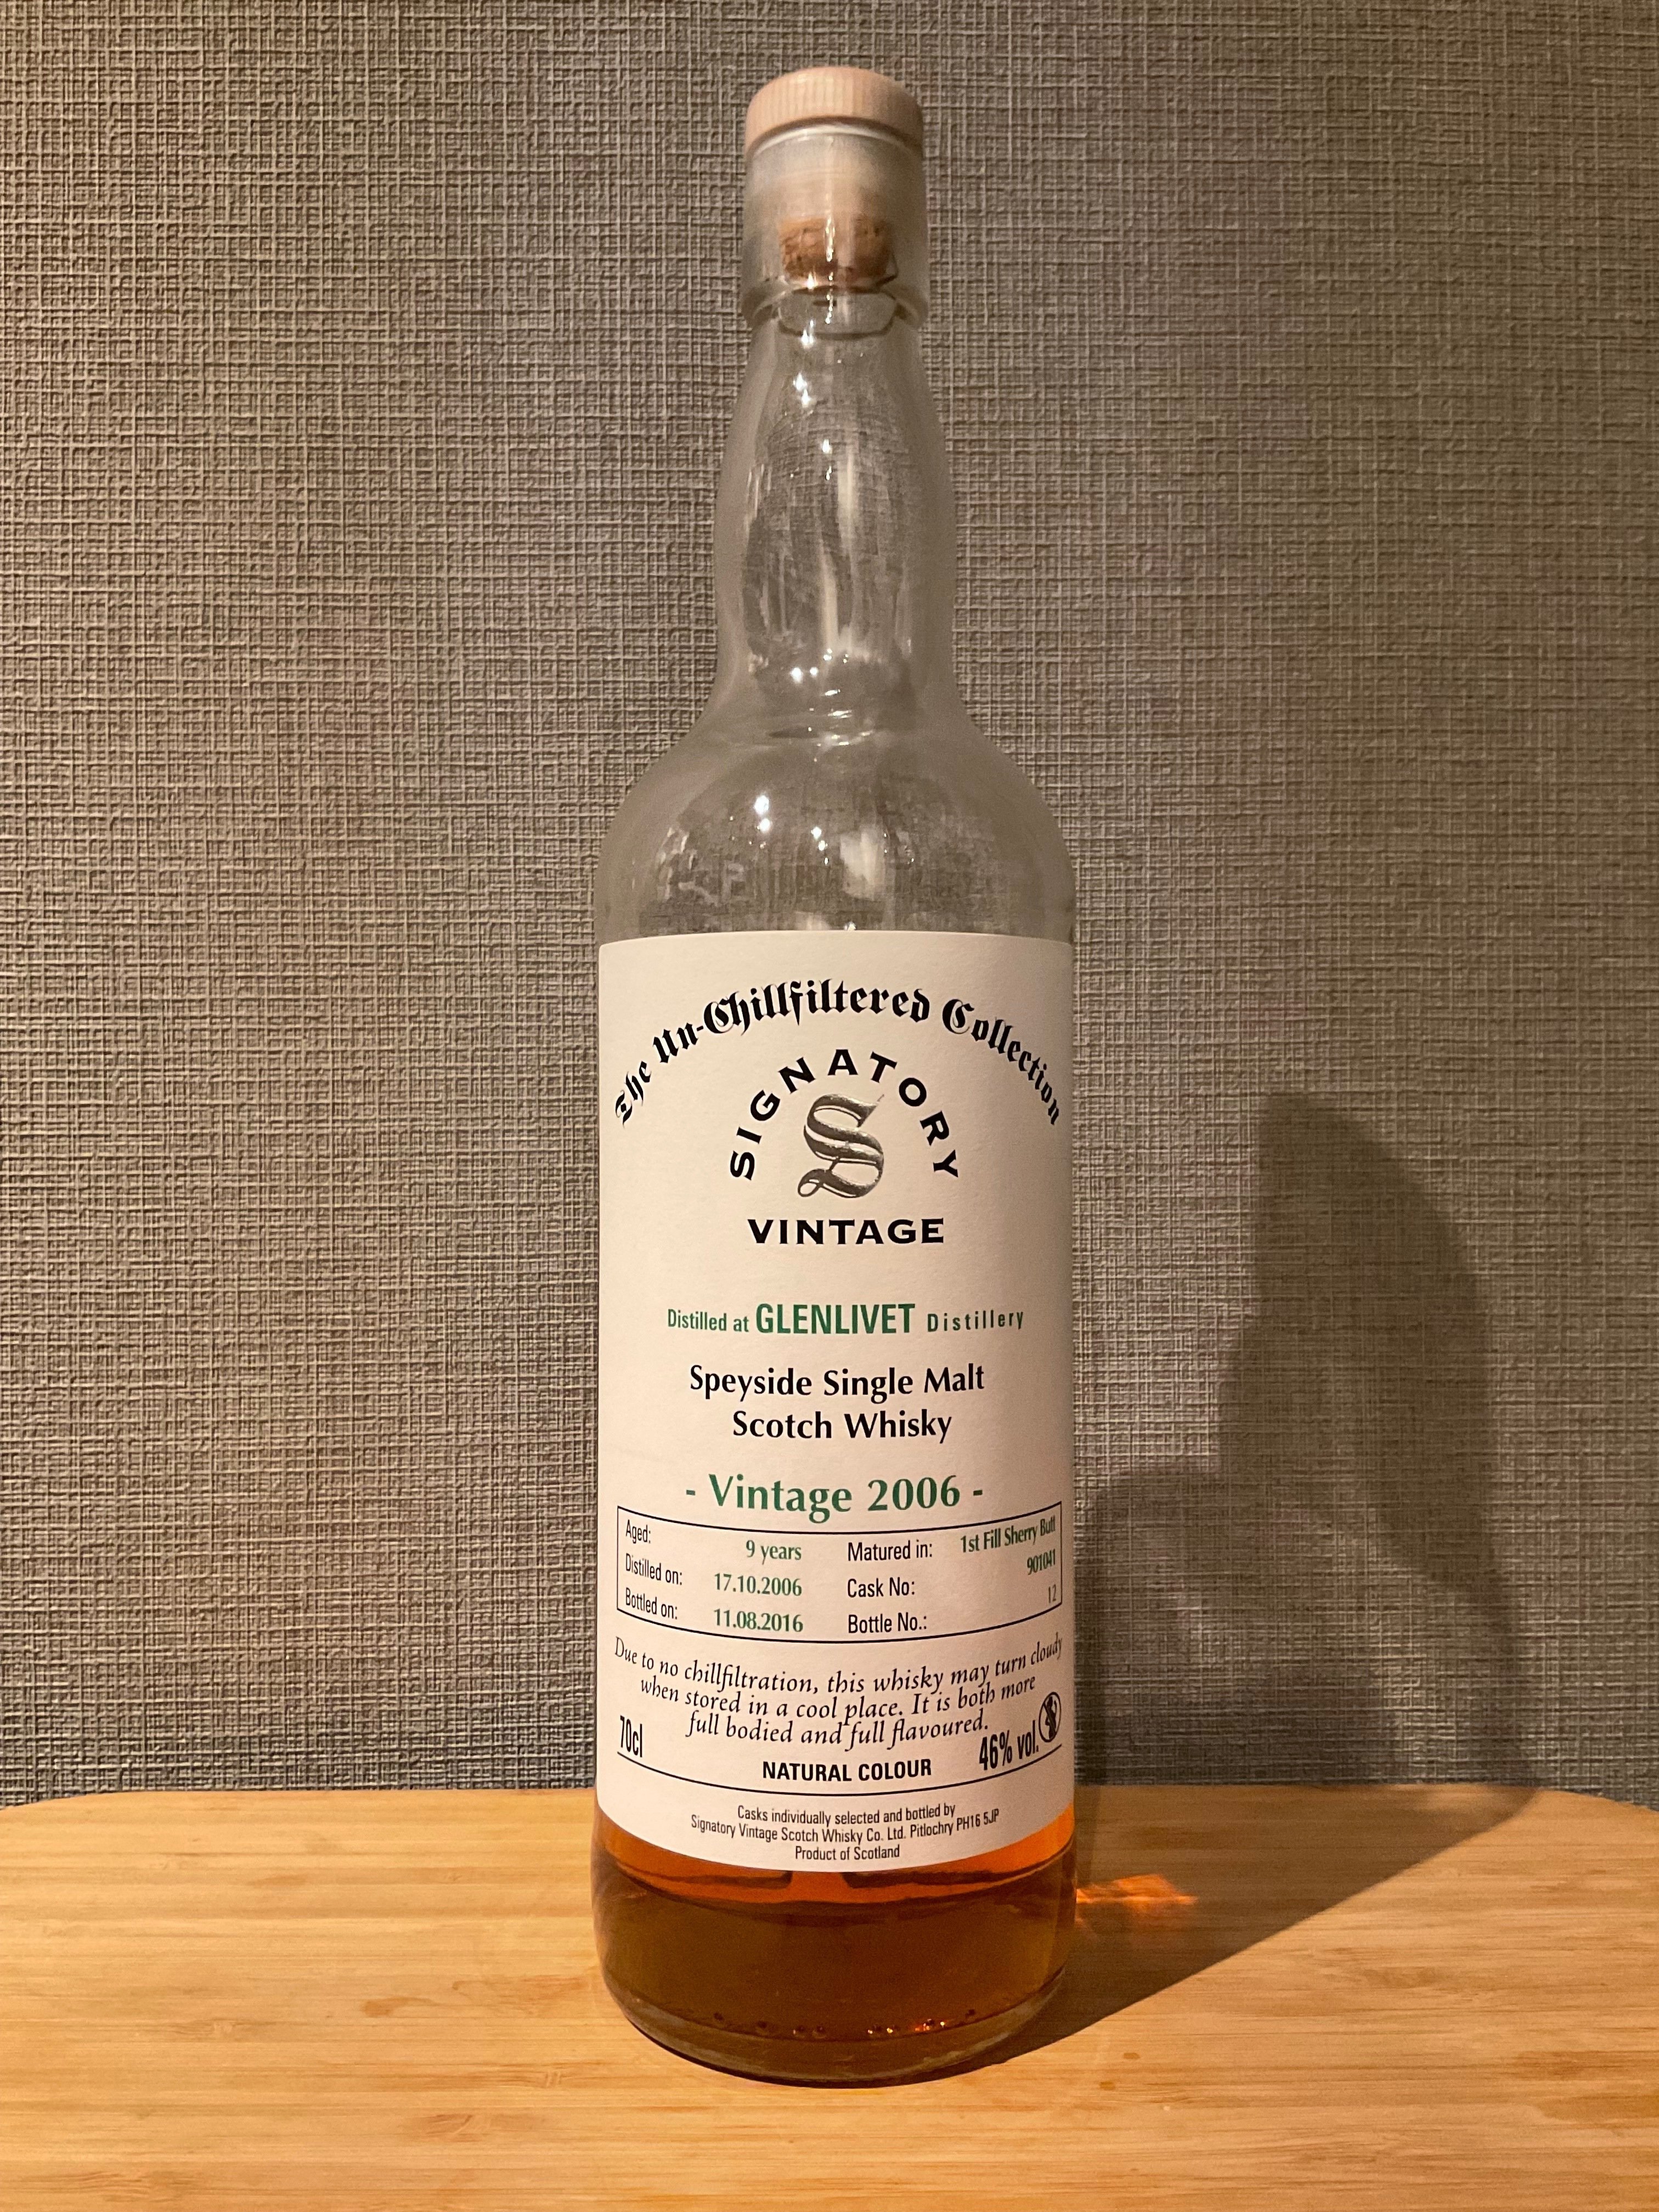 The Un-Chillfiltered Collection
SIGNATORY
S
VINTAGE
Distilled at GLENLIVET Distillery
Speyside Single Malt
Scotch Whisky
- Vintage 2006 -
Aged: 9 years Matured in: 1st Fill Sherry Butt
Distilled on: 17.10.2006 Cask No: 901041
Bottled on: 11.08.2016 Bottle No.: 12
Due to no chillfiltration, this whisky may turn cloudy
when stored in a cool place. It is both more
full bodied and full flavoured.
70cl NATURAL COLOUR 46% vol.
Casks individually selected and bottled by
Signatory Vintage Scotch Whisky Co. Ltd. Pitlochry PH16 5JP
Product of Scotland